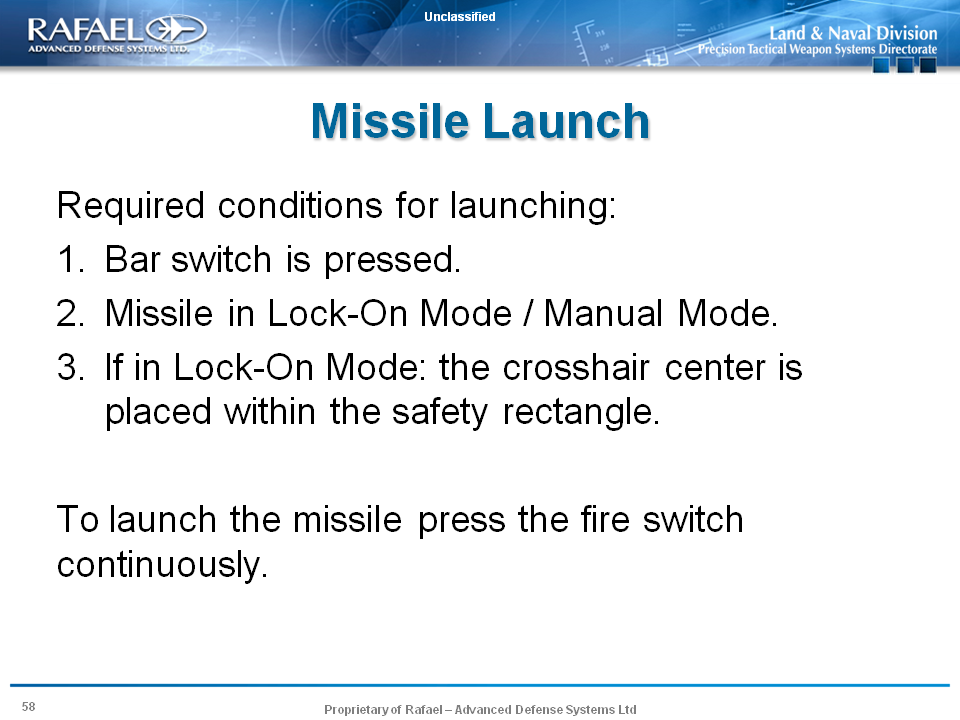 Unclassified
RAFAEL
ADVANCED DEFENSE SYSTEMS LTD.
Land & Naval Division
Precision Tactical Weapon Systems Directorate
Missile Launch
Required conditions for launching:
1. Bar switch is pressed.
2. Missile in Lock-On Mode / Manual Mode.
3. If in Lock-On Mode: the crosshair center is
placed within the safety rectangle.
To launch the missile press the fire switch
continuously.
58
Proprietary of Rafael – Advanced Defense Systems Ltd